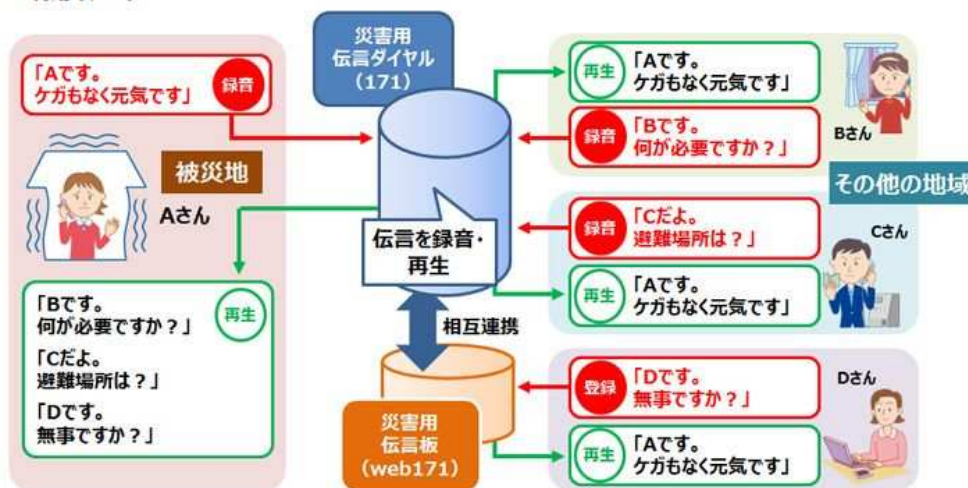 「Aです。
ケガもなく元気です」
録音
被災地
Aさん
「Bです。
何が必要ですか？」
再生
「Cだよ。
避難場所は？」
「Dです。
無事ですか？」
災害用
伝言ダイヤル
（171）
伝言を録音・
再生
相互連携
災害用
伝言板
（web171）
再生
「Aです。
ケガもなく元気です」
録音
「Bです。
何が必要ですか？」
Bさん
その他の地域
録音
「Cだよ。
避難場所は？」
Cさん
再生
「Aです。
ケガもなく元気です」
登録
「Dです。
無事ですか？」
Dさん
再生
「Aです。
ケガもなく元気です」